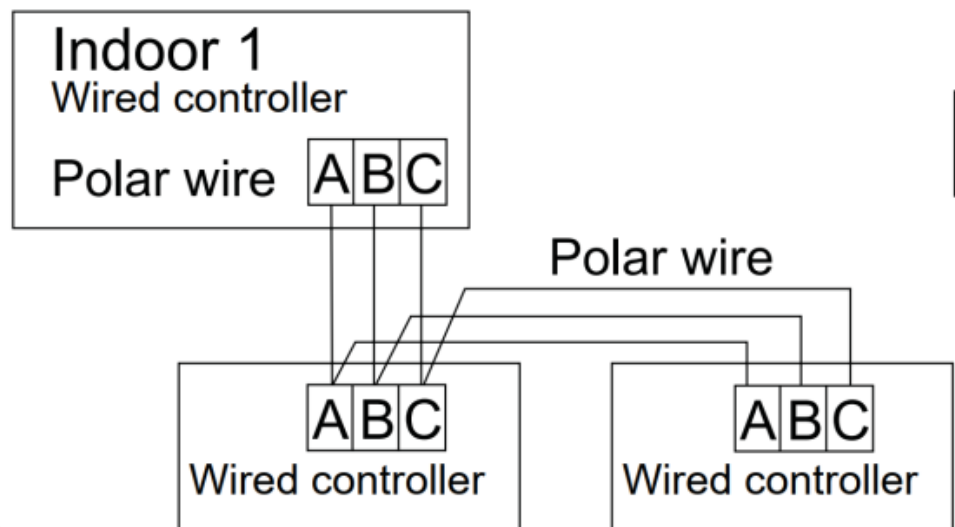 Indoor 1
Wired controller
Polar wire A B C
Polar wire
A B C
Wired controller
A B C
Wired controller